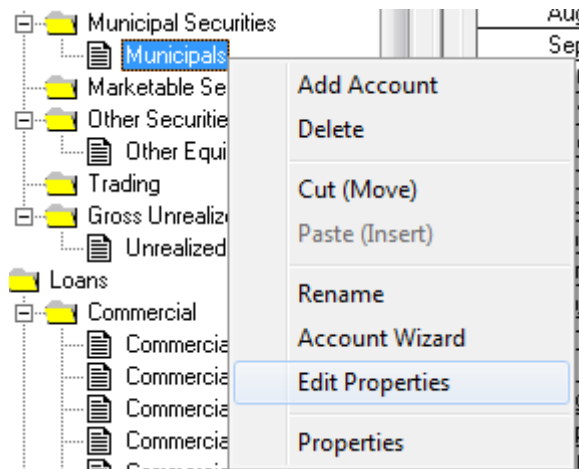 Municipal Securities
Municipals
Marketable Se
Other Securitie
Other Equi
Trading
Gross Unrealiz
Unrealized
Loans
Commercial
Commercia
Commercia
Commercia
Commercia
Add Account
Delete
Cut (Move)
Paste (Insert)
Rename
Account Wizard
Edit Properties
Properties
Aug
Sep